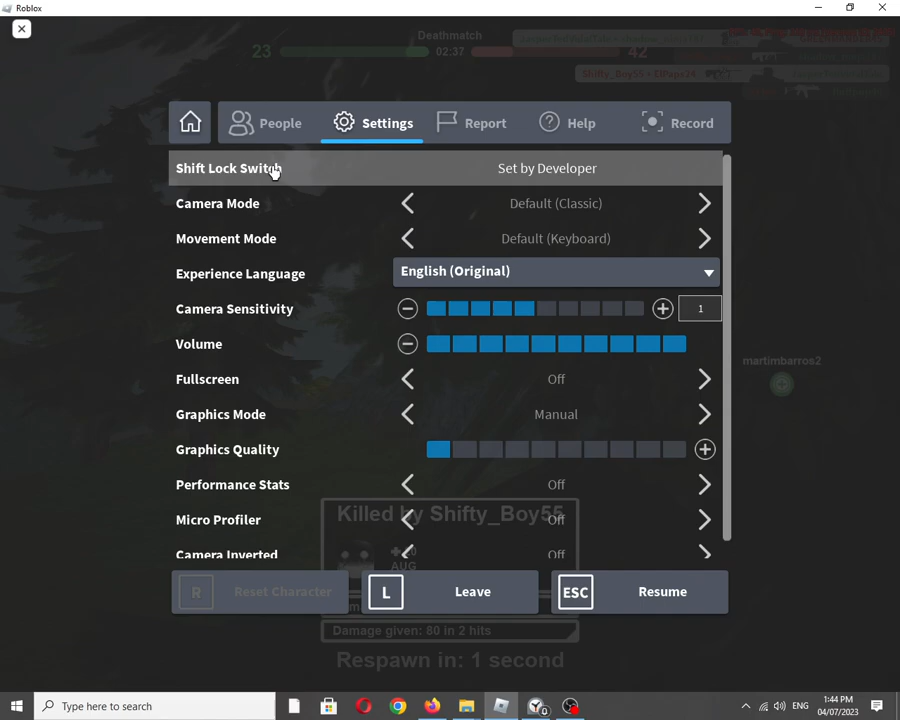 Roblox
Deathmatch
23
02:37
42
Shifty_Boy55 + ElPaps24
People
Settings
Report
Help
Record
Shift Lock Switch
Set by Developer
Camera Mode
Default (Classic)
Movement Mode
Default (Keyboard)
Experience Language
English (Original)
Camera Sensitivity
1
Volume
Fullscreen
Off
Graphics Mode
Manual
Graphics Quality
martimbarros2
Performance Stats
Off
Micro Profiler
Off
Camera Inverted
Off
Killed by Shifty_Boy55
AUG
R
Reset Character
L
Leave
ESC
Resume
Damage given: 80 in 2 hits
Respawn in: 1 second
Type here to search
ENG
1:44 PM
04/07/2023